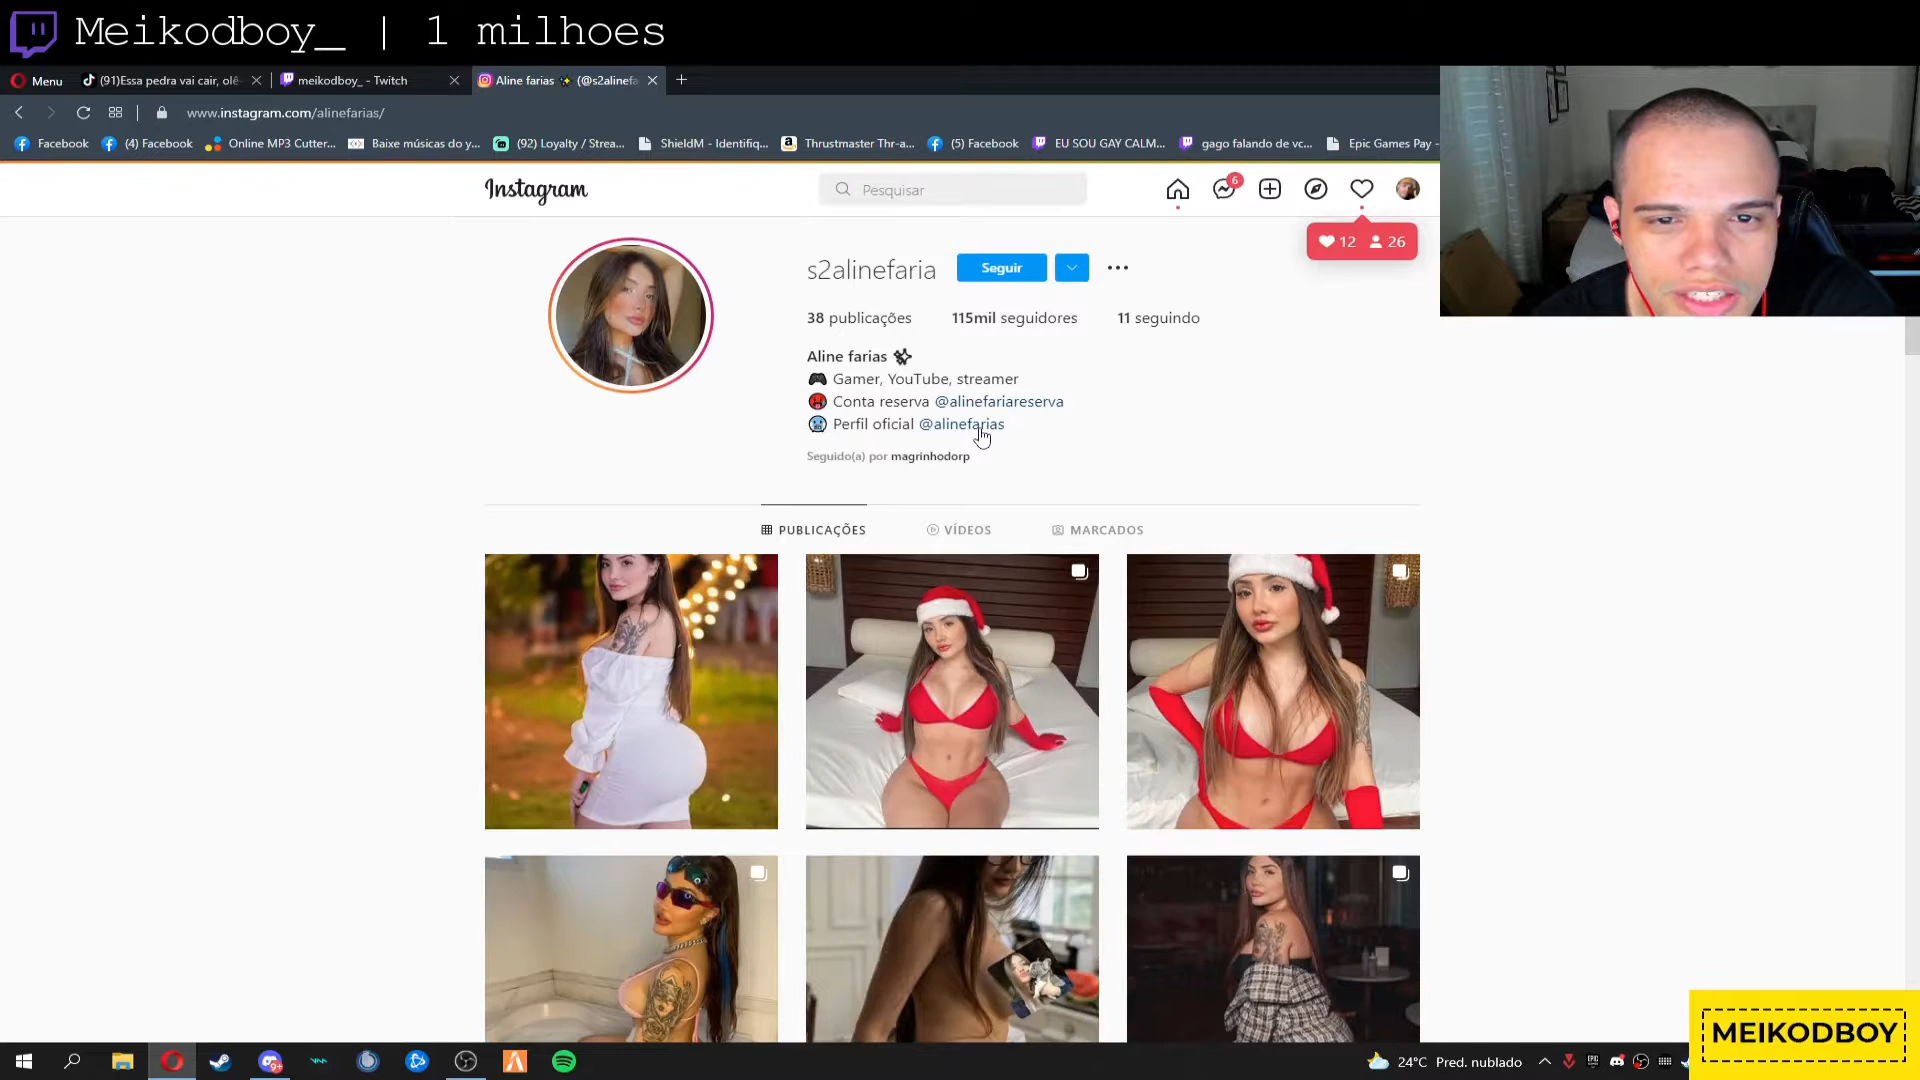 Meikodboy_ | 1 milhoes
Menu
(91)Essa pedra vai cair, olê
meikodboy_ - Twitch
Aline farias ✨ (@s2alinefa
www.instagram.com/alinefarias/
Facebook
(4) Facebook
Online MP3 Cutter...
Baixe músicas do y...
(92) Loyalty / Strea...
ShieldM - Identifiq...
Thrustmaster Thr-a...
(5) Facebook
EU SOU GAY CALM...
gago falando de vc...
Epic Games Pay -
Instagram
Pesquisar
6
12 26
s2alinefaria
Seguir
38 publicações 115mil seguidores 11 seguindo
Aline farias ✨
🎮 Gamer, YouTube, streamer
Conta reserva @alinefariareserva
Perfil oficial @alinefarias
Seguido(a) por magrinhodorp
PUBLICAÇÕES
VÍDEOS
MARCADOS
MEIKODBOY
9+
24°C Pred. nublado